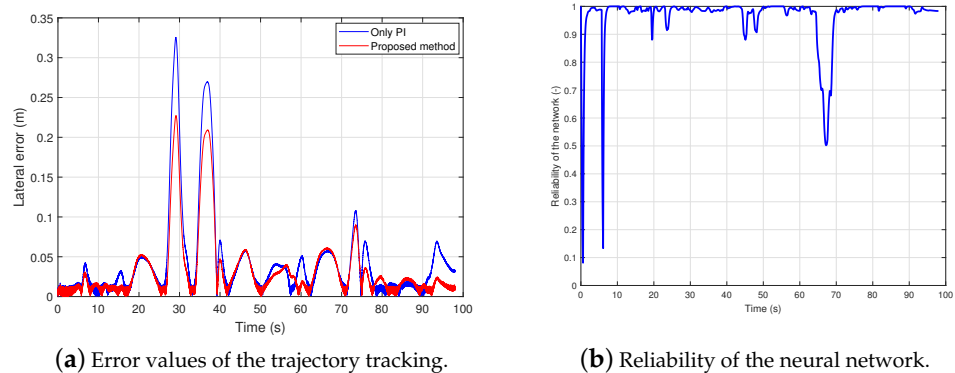 Only PI
Proposed method
Lateral error (m)
0.35
0.3
0.25
0.2
0.15
0.1
0.05
0
0 10 20 30 40 50 60 70 80 90 100
Time (s)
(a) Error values of the trajectory tracking.
Reliability of the network (-)
1
0.9
0.8
0.7
0.6
0.5
0.4
0.3
0.2
0.1
0
0 10 20 30 40 50 60 70 80 90 100
Time (s)
(b) Reliability of the neural network.